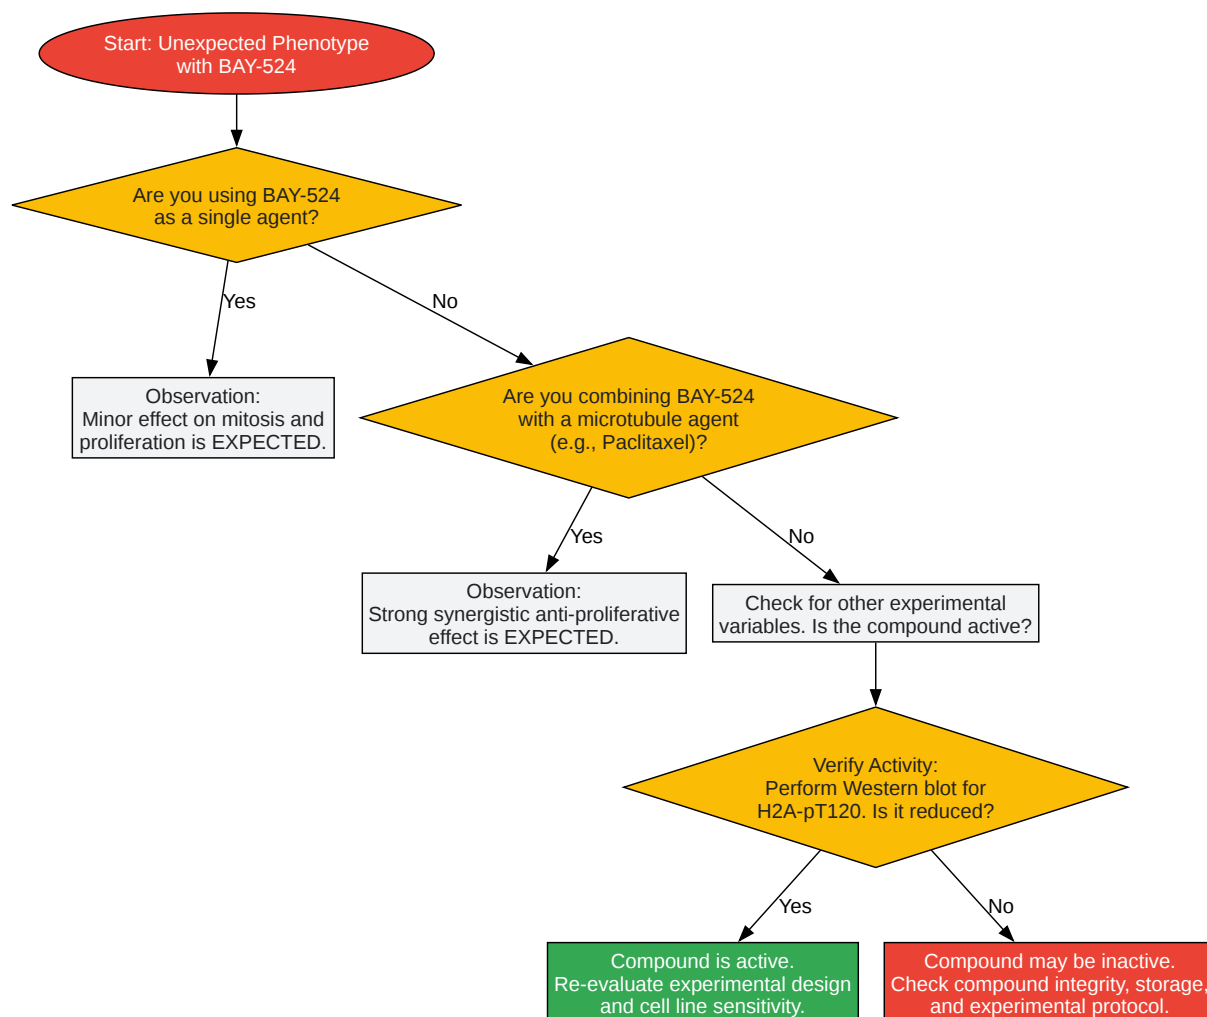 Start: Unexpected Phenotype
with BAY-524
Are you using BAY-524
as a single agent?
Yes
No
Observation:
Minor effect on mitosis and
proliferation is EXPECTED.
Are you combining BAY-524
with a microtubule agent
(e.g., Paclitaxel)?
Yes
No
Observation:
Strong synergistic anti-proliferative
effect is EXPECTED.
Check for other experimental
variables. Is the compound active?
Verify Activity:
Perform Western blot for
H2A-pT120. Is it reduced?
Yes
No
Compound is active.
Re-evaluate experimental design
and cell line sensitivity.
Compound may be inactive.
Check compound integrity, storage,
and experimental protocol.